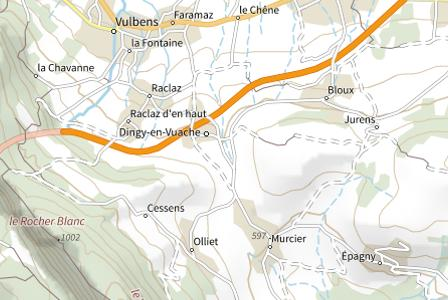 Faramaz
le Chêne
Vulbens
la Fontaine
la Chavanne
Raclaz
Bloux
Raclaz d'en haut
Jurens
Dingy-en-Vuache
Cessens
le Rocher Blanc
1002
597
Murcier
Olliet
Épagny
le